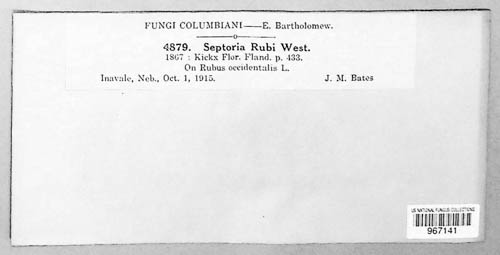 FUNGI COLUMBIANI——E. Bartholomew.
4879. Septoria Rubi West.
1867 : Kickx Flor. Fland. p. 433.
On Rubus occidentalis L.
Inavale, Neb., Oct. 1, 1915. J. M. Bates
US NATIONAL FUNGUS COLLECTIONS
967141